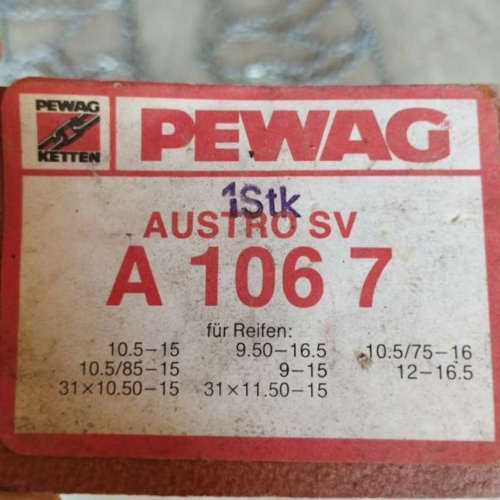 PEWAG
KETTEN
PEWAG
1Stk
AUSTRO SV
A 106 7
für Reifen:
10.5–15 9.50–16.5 10.5/75–16
10.5/85–15 9–15 12–16.5
31×10.50–15 31×11.50–15